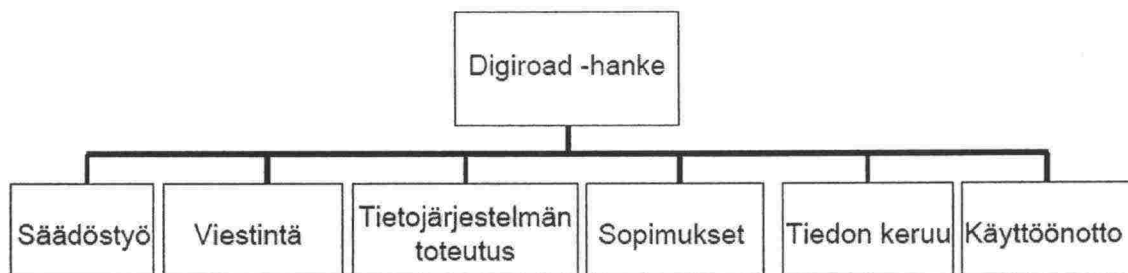 Digiroad -hanke
Säädöstyö
Viestintä
Tietojärjestelmän
toteutus
Sopimukset
Tiedon keruu
Käyttöönotto